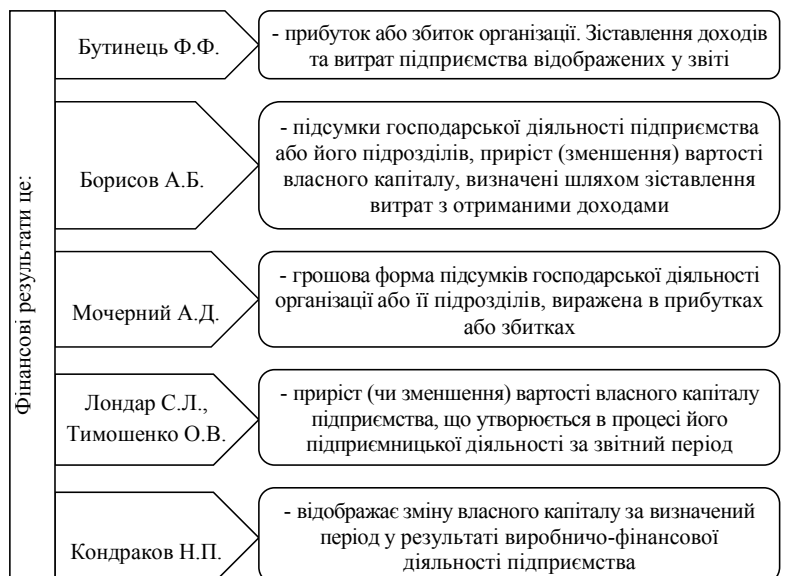 Фінансові результати це:
Бутинець Ф.Ф.
- прибуток або збиток організації. Зіставлення доходів
та витрат підприємства відображених у звіті
Борисов А.Б.
- підсумки господарської діяльності підприємства
або його підрозділів, приріст (зменшення) вартості
власного капіталу, визначені шляхом зіставлення
витрат з отриманими доходами
Мочерний А.Д.
- грошова форма підсумків господарської діяльності
організації або її підрозділів, виражена в прибутках
або збитках
Лондар С.Л.,
Тимошенко О.В.
- приріст (чи зменшення) вартості власного капіталу
підприємства, що утворюється в процесі його
підприємницької діяльності за звітний період
Кондраков Н.П.
- відображає зміну власного капіталу за визначений
період у результаті виробничо-фінансової
діяльності підприємства